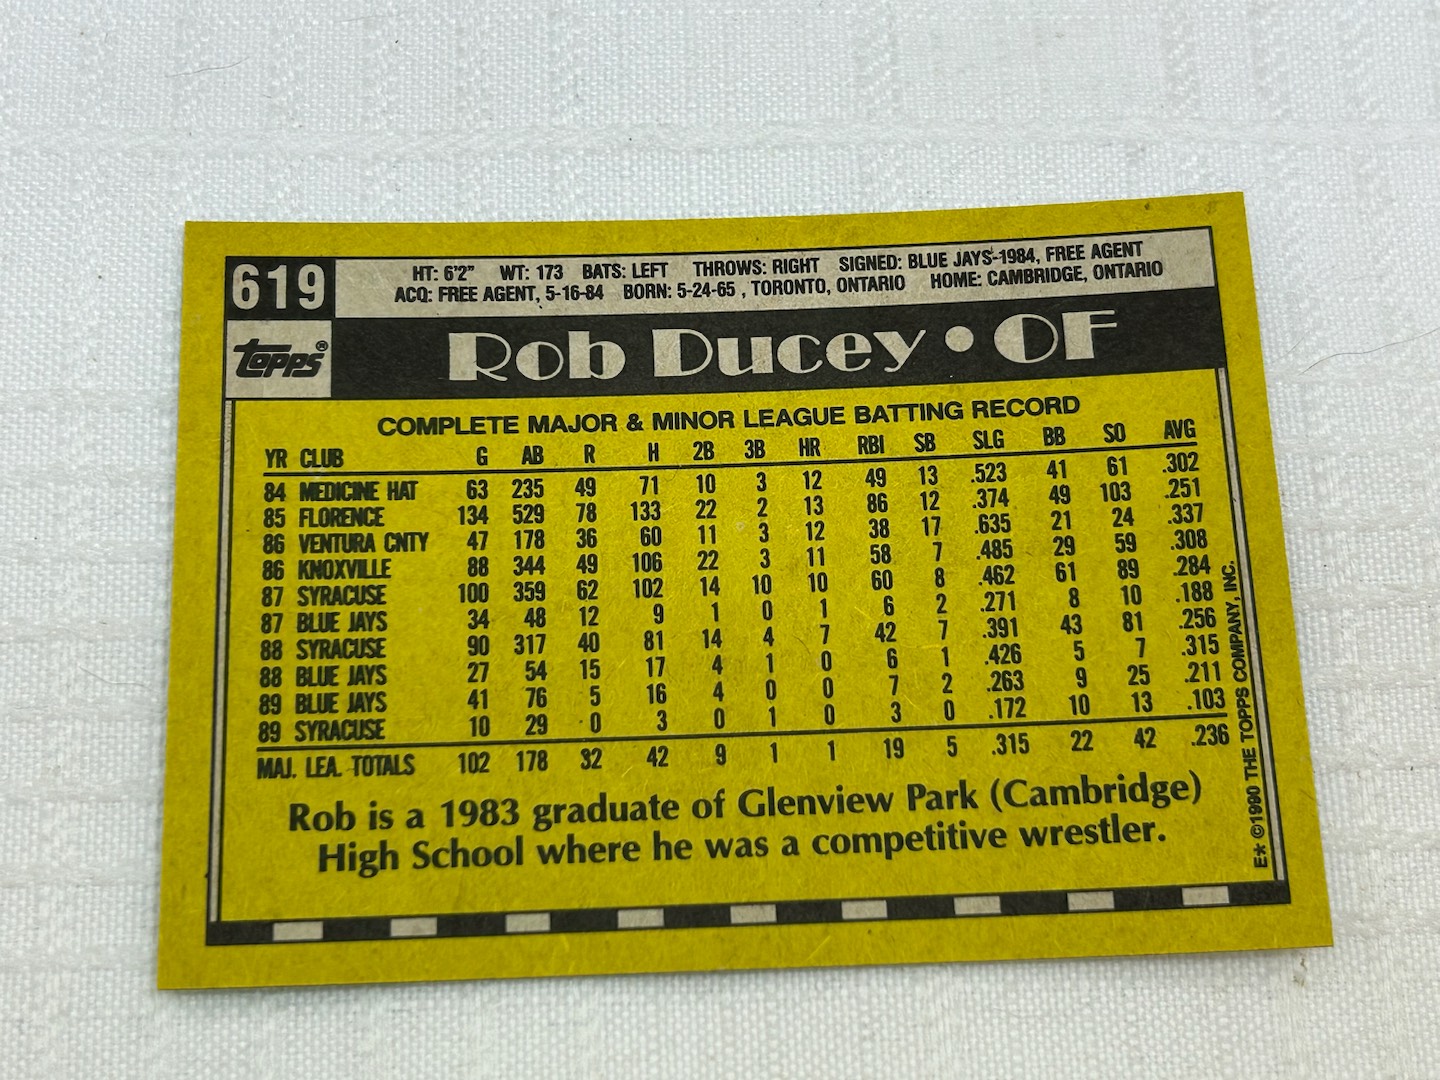 619
HT: 6'2" WT: 173 BATS: LEFT THROWS: RIGHT SIGNED: BLUE JAYS-1984, FREE AGENT
ACQ: FREE AGENT, 5-16-84 BORN: 5-24-65 , TORONTO, ONTARIO HOME: CAMBRIDGE, ONTARIO
topps®
Rob Ducey • OF
COMPLETE MAJOR & MINOR LEAGUE BATTING RECORD
YR CLUB G AB R H 2B 3B HR RBI SB SLG BB SO AVG
84 MEDICINE HAT 63 235 49 71 10 3 12 49 13 .523 41 61 .302
85 FLORENCE 134 529 78 133 22 2 13 86 12 .374 49 103 .251
86 VENTURA CNTY 47 178 36 60 11 3 12 38 17 .635 21 24 .337
86 KNOXVILLE 88 344 49 106 22 3 11 58 7 .485 29 59 .308
87 SYRACUSE 100 359 62 102 14 10 10 60 8 .462 61 89 .284
87 BLUE JAYS 34 48 12 9 1 0 1 6 2 .271 8 10 .188
88 SYRACUSE 90 317 40 81 14 4 7 42 7 .391 43 81 .256
88 BLUE JAYS 27 54 15 17 4 1 0 6 1 .426 5 7 .315
89 BLUE JAYS 41 76 5 16 4 0 0 7 2 .263 9 25 .211
89 SYRACUSE 10 29 0 3 0 1 0 3 0 .172 10 13 .103
MAJ. LEA. TOTALS 102 178 32 42 9 1 1 19 5 .315 22 42 .236
Rob is a 1983 graduate of Glenview Park (Cambridge)
High School where he was a competitive wrestler.
E* ©1990 THE TOPPS COMPANY, INC.